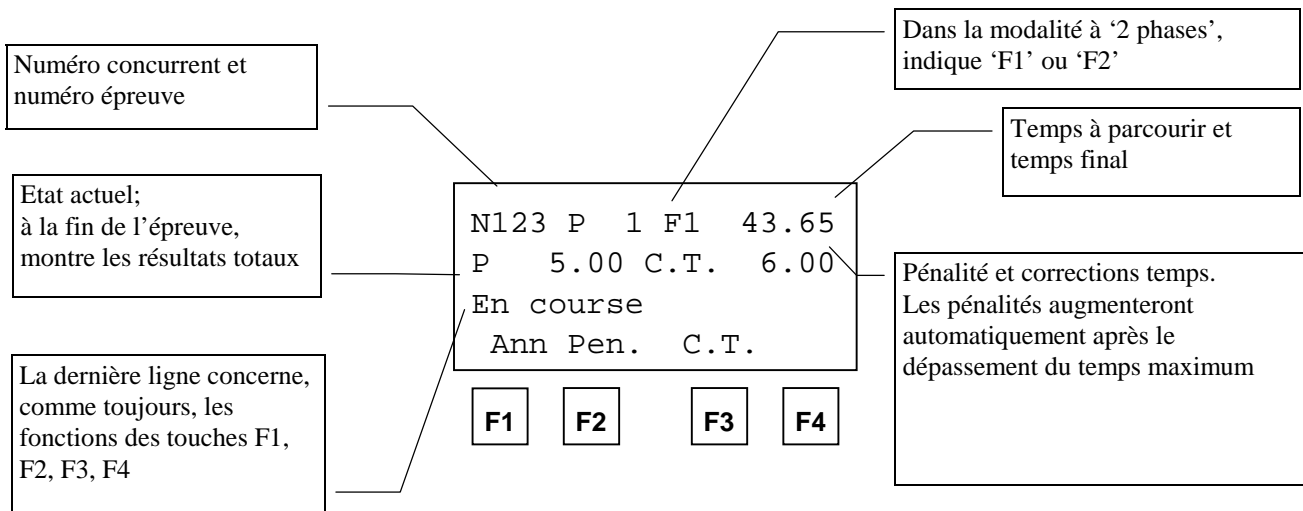 Numéro concurrent et
numéro épreuve
Etat actuel;
à la fin de l’épreuve,
montre les résultats totaux
La dernière ligne concerne,
comme toujours, les
fonctions des touches F1,
F2, F3, F4
N123 P 1 F1 43.65
P 5.00 C.T. 6.00
En course
Ann Pen. C.T.
F1 F2 F3 F4
Dans la modalité à ‘2 phases’,
indique ‘F1’ ou ‘F2’
Temps à parcourir et
temps final
Pénalité et corrections temps.
Les pénalités augmenteront
automatiquement après le
dépassement du temps maximum